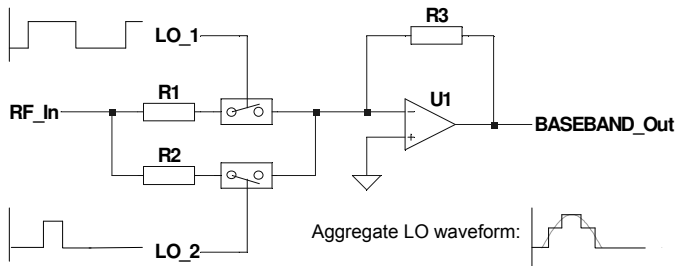 LO_1
R3
R1
U1
RF_In
−
+
BASEBAND_Out
R2
Aggregate LO waveform:
LO_2